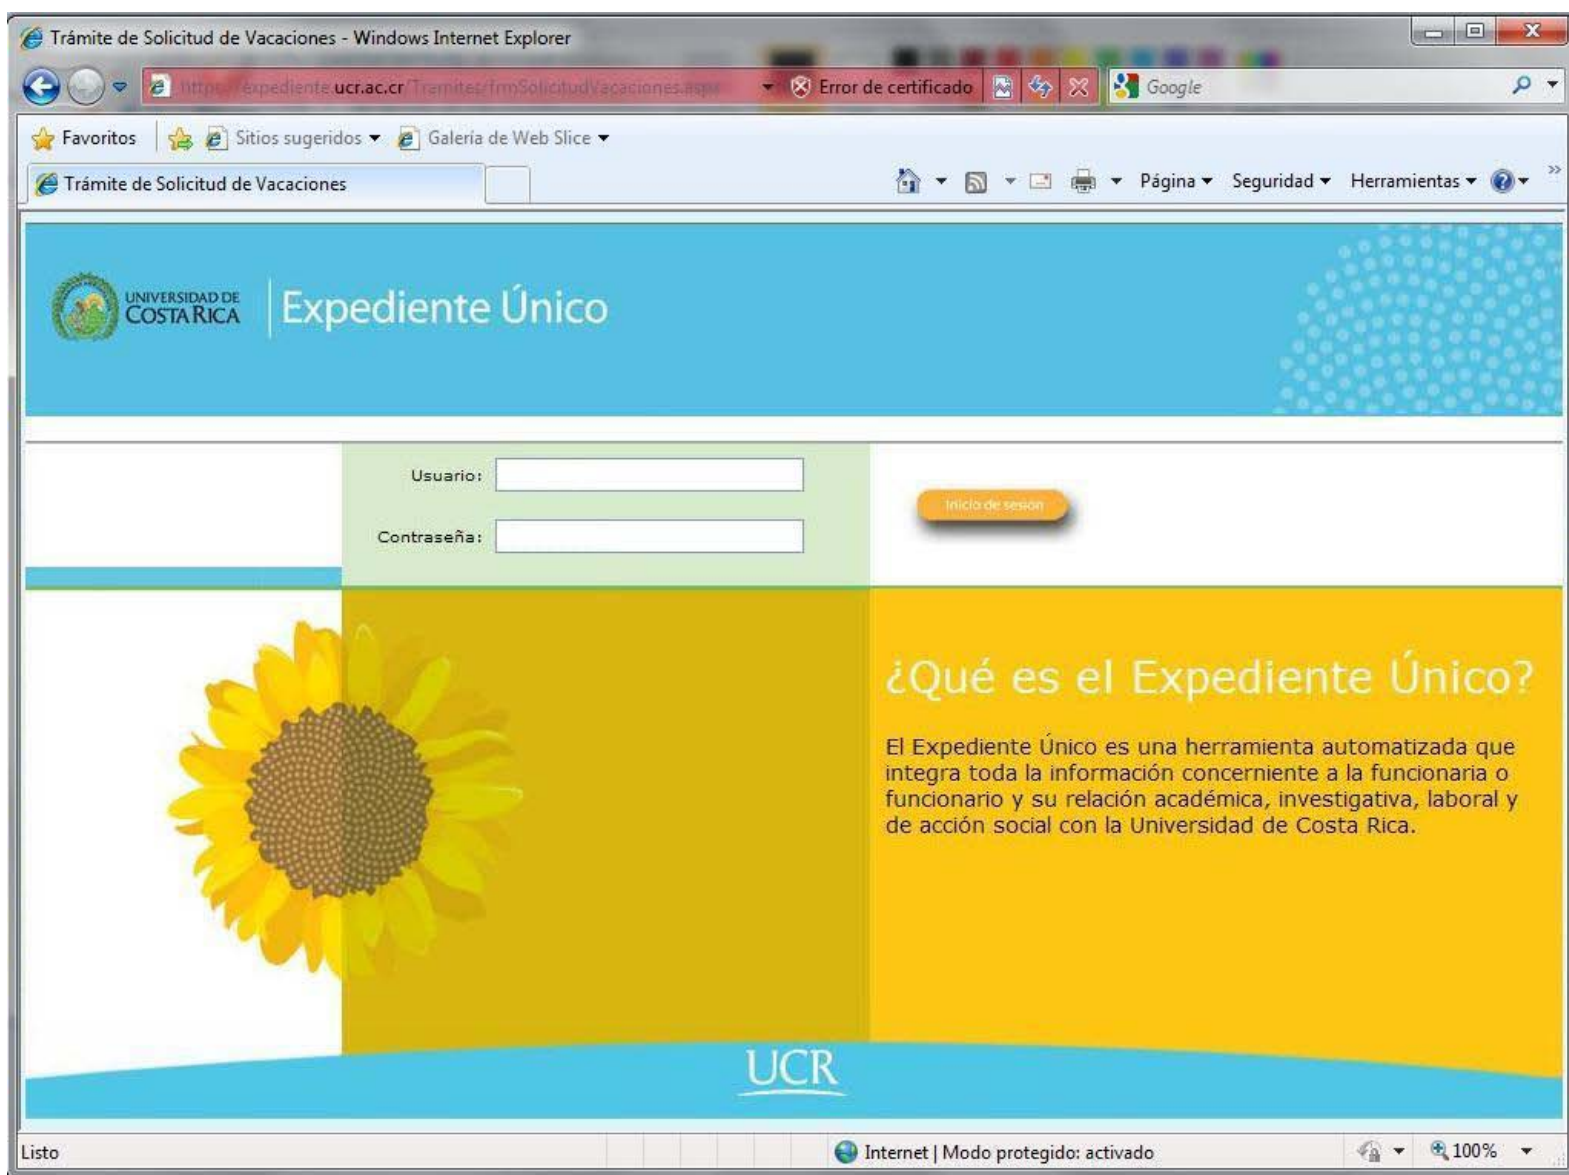 Trámite de Solicitud de Vacaciones - Windows Internet Explorer
https://expediente.ucr.ac.cr/Tramites/frmSolicitudVacaciones.aspx
Error de certificado
Google
Favoritos
Sitios sugeridos
Galería de Web Slice
Trámite de Solicitud de Vacaciones
Página
Seguridad
Herramientas
UNIVERSIDAD DE
COSTA RICA
Expediente Único
Usuario:
Inicio de sesión
Contraseña:
¿Qué es el Expediente Único?
El Expediente Único es una herramienta automatizada que
integra toda la información concerniente a la funcionaria o
funcionario y su relación académica, investigativa, laboral y
de acción social con la Universidad de Costa Rica.
UCR
Listo
Internet | Modo protegido: activado
100%